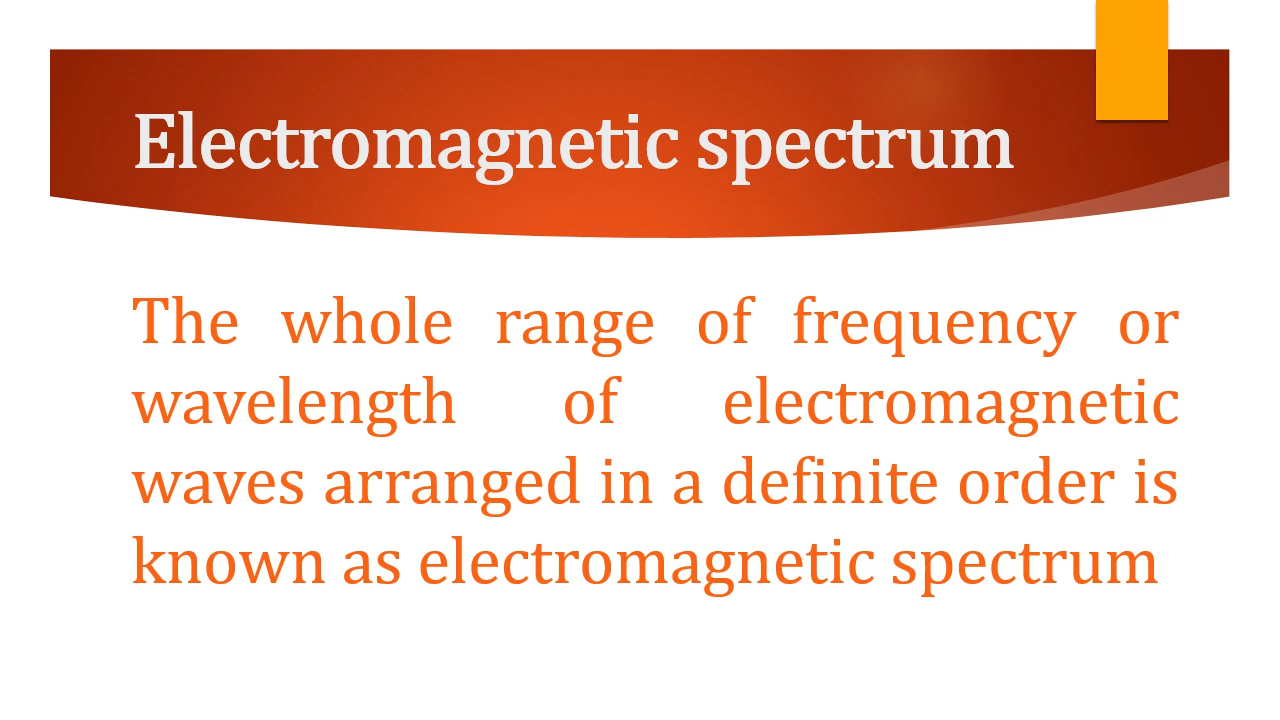 Electromagnetic spectrum
The whole range of frequency or
wavelength of electromagnetic
waves arranged in a definite order is
known as electromagnetic spectrum